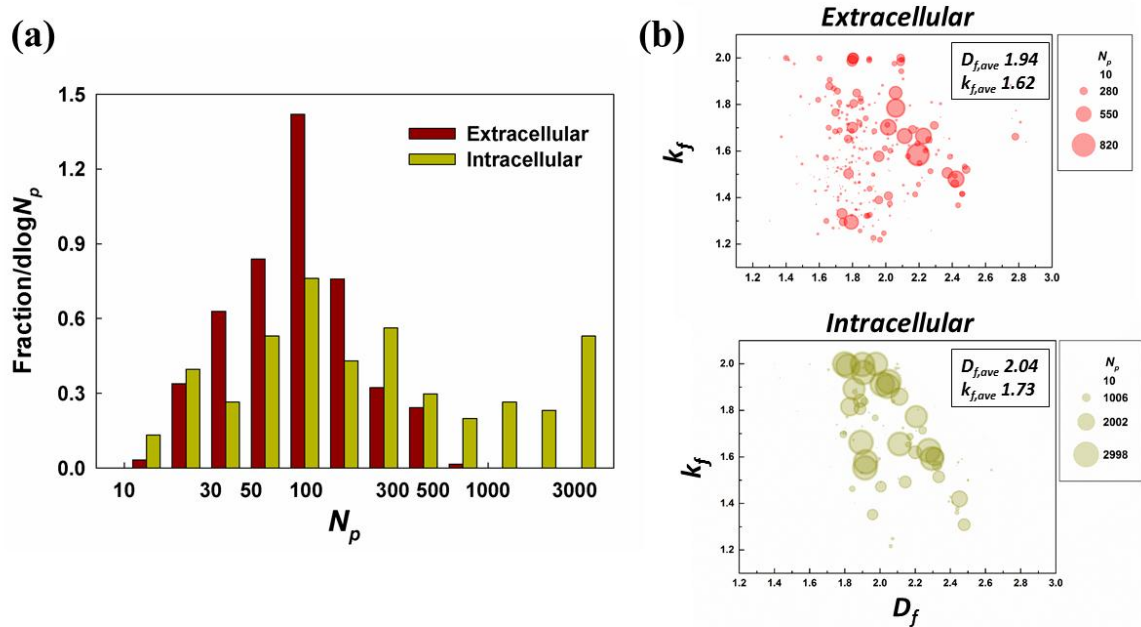 (a)
1.5
1.2
0.9
0.6
0.3
0.0
Fraction/dlogNₚ
Extracellular
Intracellular
10 30 50 100 300 500 1000 3000
Nₚ
(b)
Extracellular
2.0
1.8
1.6
1.4
1.2
k_f
D_f,ave 1.94
k_f,ave 1.62
Nₚ
10
280
550
820
1.2 1.4 1.6 1.8 2.0 2.2 2.4 2.6 2.8 3.0
Intracellular
2.0
1.8
1.6
1.4
1.2
k_f
D_f,ave 2.04
k_f,ave 1.73
Nₚ
10
1006
2002
2998
1.2 1.4 1.6 1.8 2.0 2.2 2.4 2.6 2.8 3.0
D_f